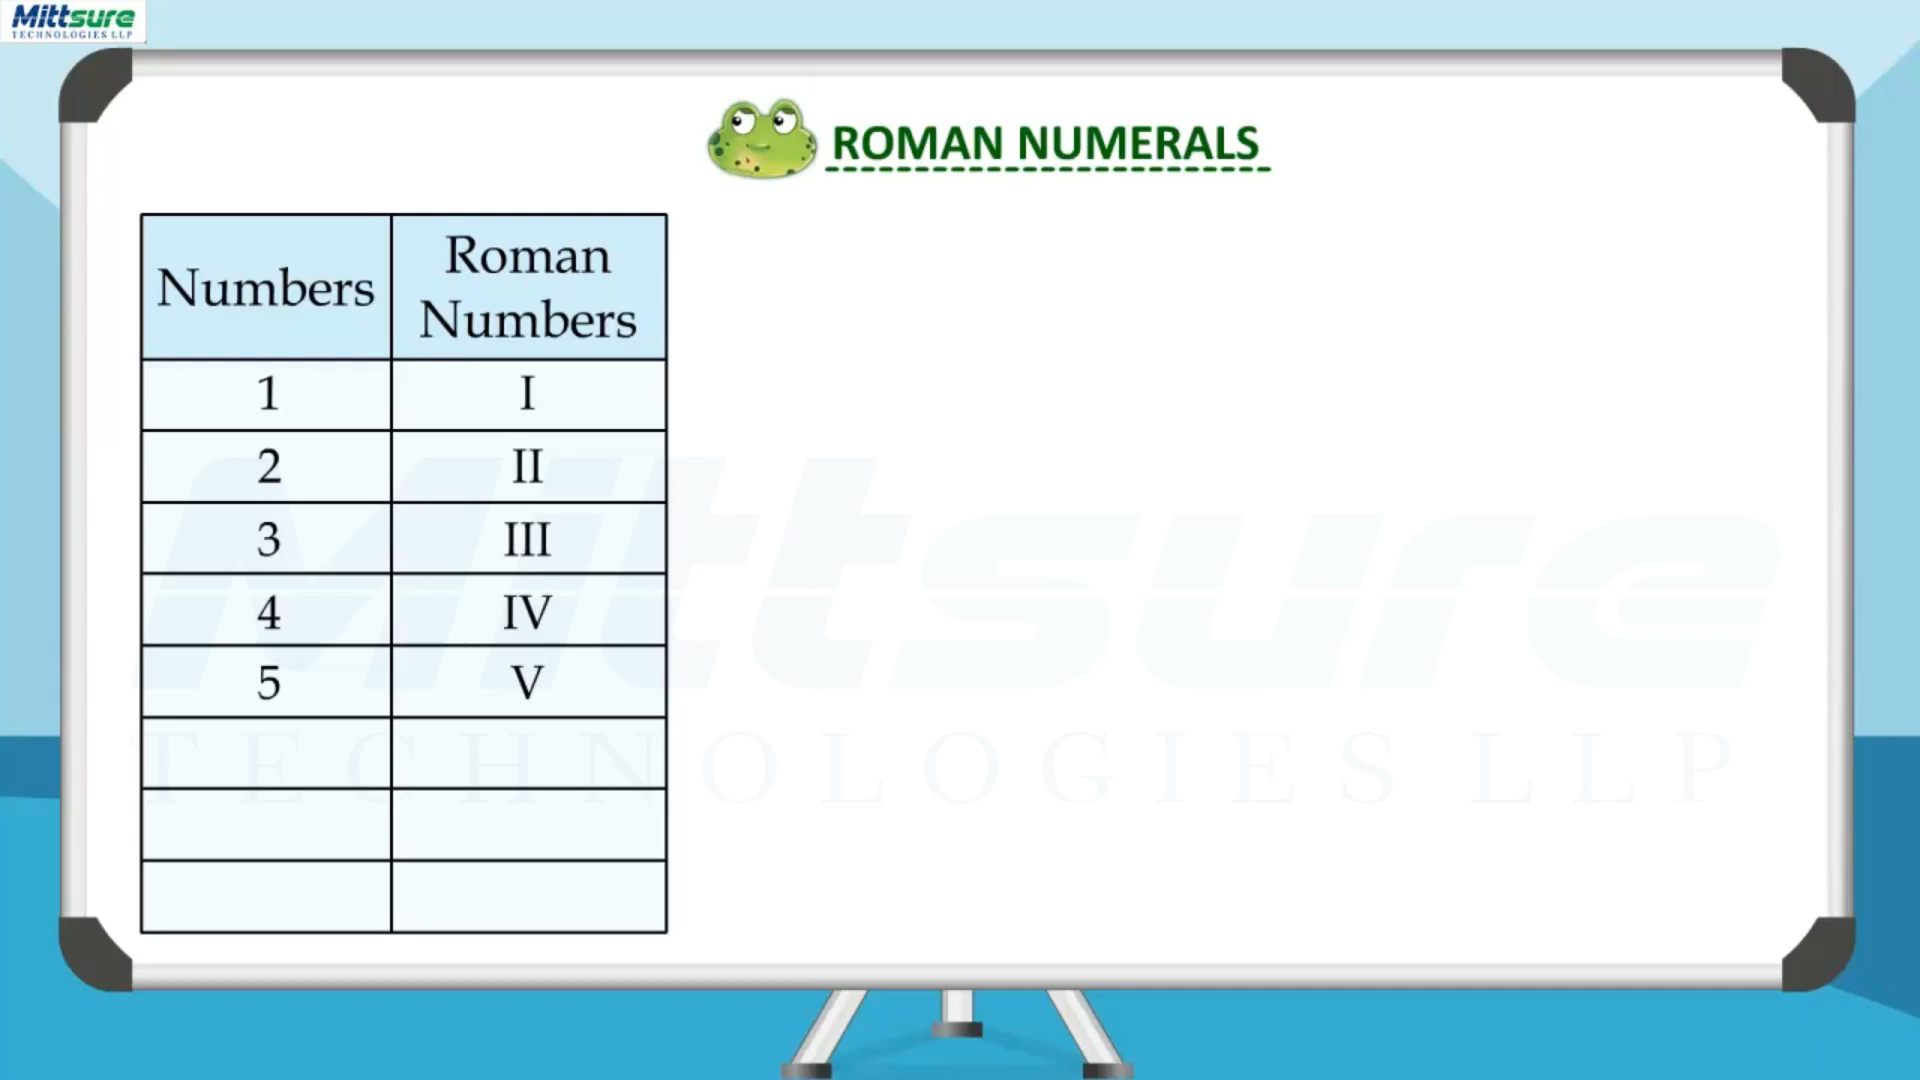 Mittsure
TECHNOLOGIES LLP
ROMAN NUMERALS
Numbers
Roman
Numbers
1 I
2 II
3 III
4 IV
5 V
Mittsure
TECHNOLOGIES LLP